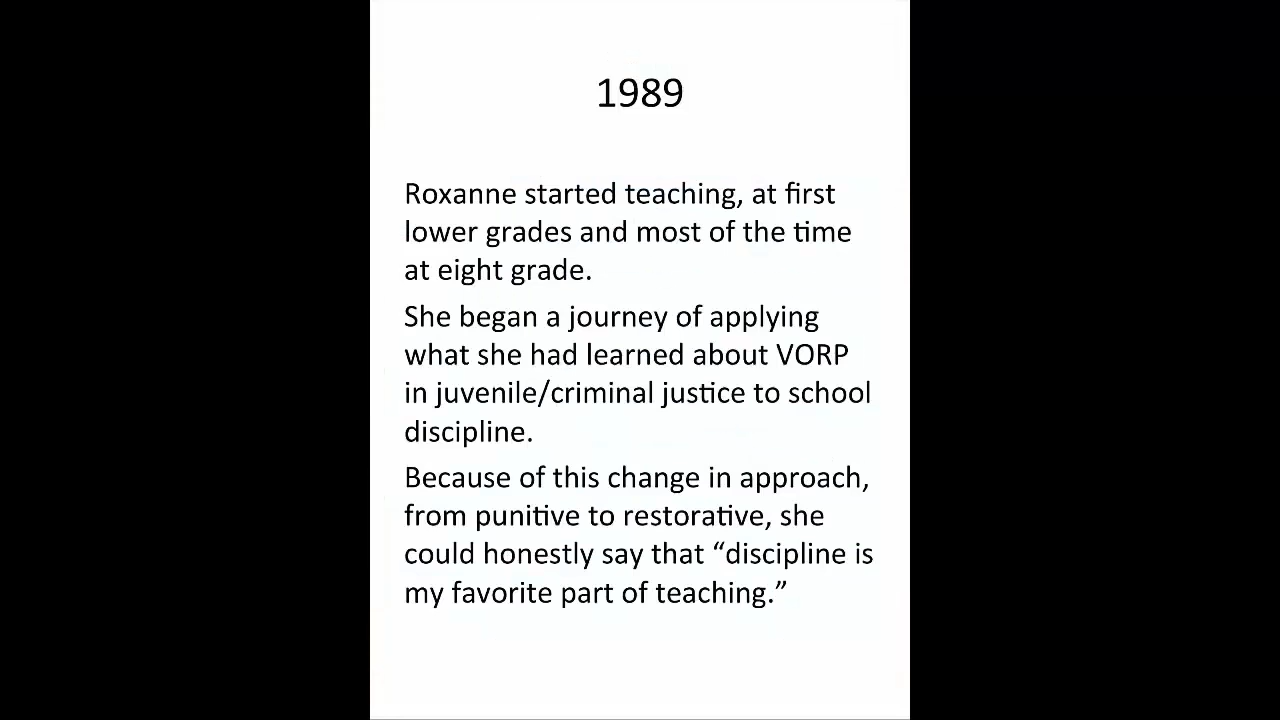 1989
Roxanne started teaching, at first
lower grades and most of the time
at eight grade.
She began a journey of applying
what she had learned about VORP
in juvenile/criminal justice to school
discipline.
Because of this change in approach,
from punitive to restorative, she
could honestly say that “discipline is
my favorite part of teaching.”